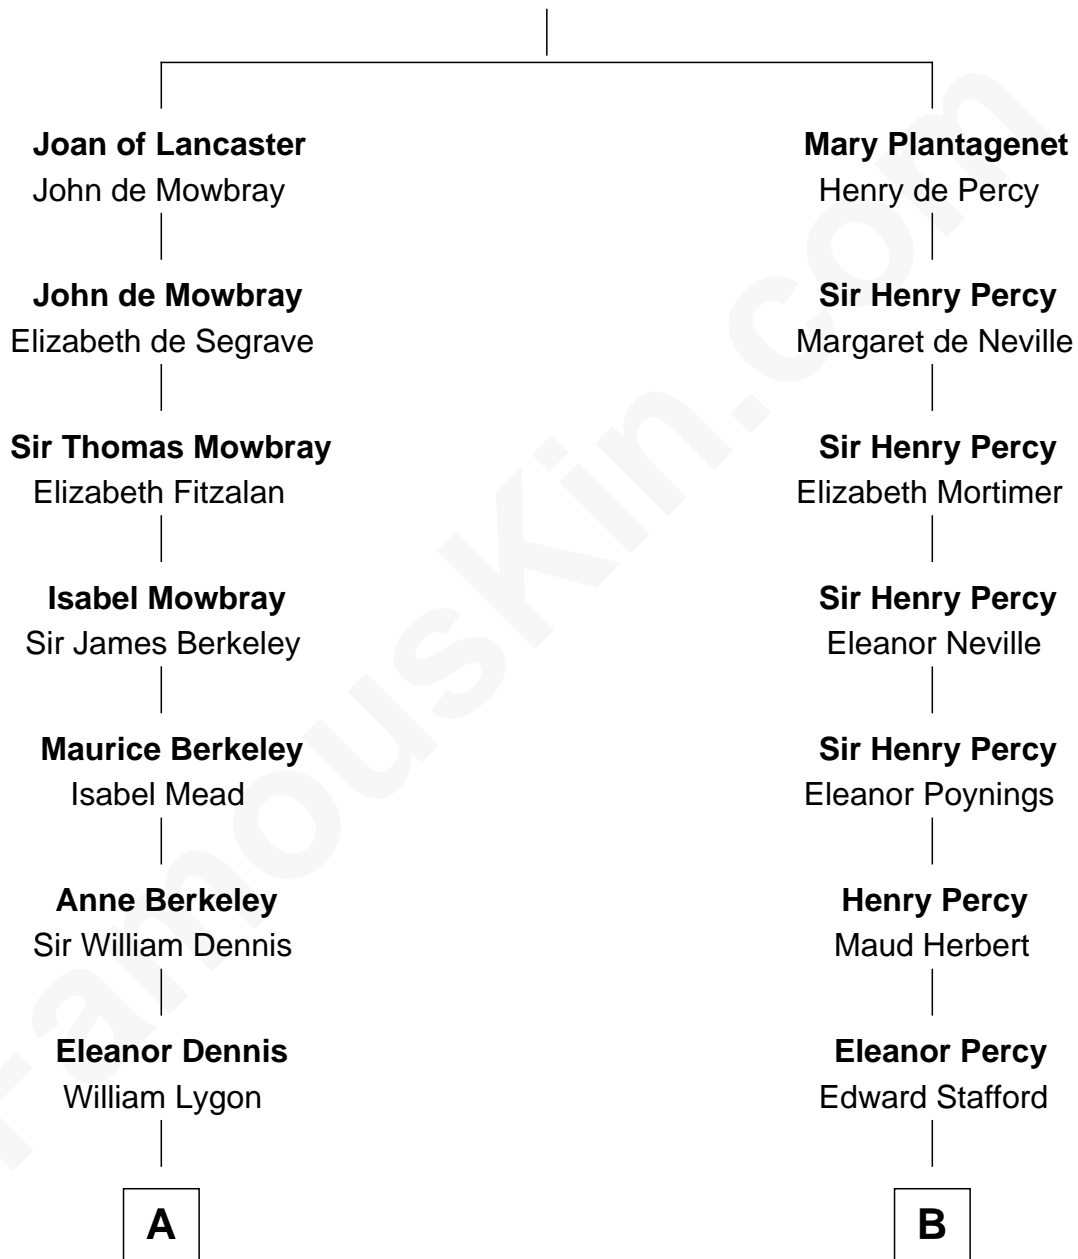 Joan of Lancaster
John de Mowbray
John de Mowbray
Elizabeth de Segrave
Sir Thomas Mowbray
Elizabeth Fitzalan
Isabel Mowbray
Sir James Berkeley
Maurice Berkeley
Isabel Mead
Anne Berkeley
Sir William Dennis
Eleanor Dennis
William Lygon
A
Mary Plantagenet
Henry de Percy
Sir Henry Percy
Margaret de Neville
Sir Henry Percy
Elizabeth Mortimer
Sir Henry Percy
Eleanor Neville
Sir Henry Percy
Eleanor Poynings
Henry Percy
Maud Herbert
Eleanor Percy
Edward Stafford
B
FamousKin.com